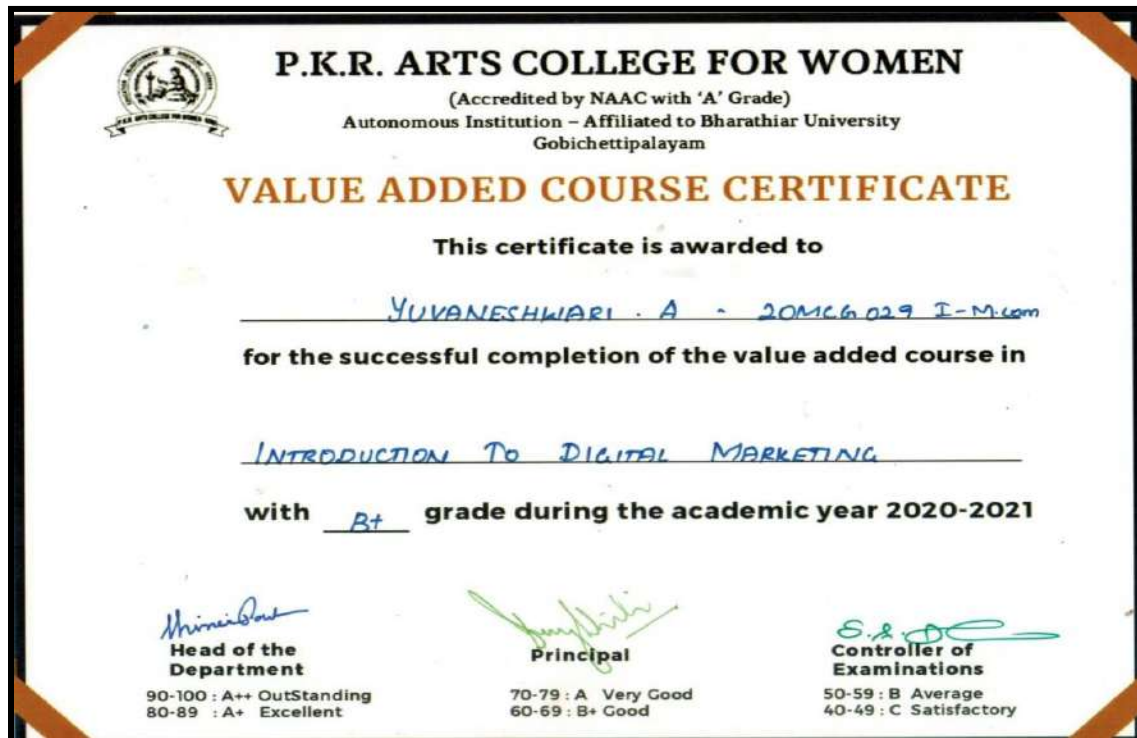 P.K.R. ARTS COLLEGE FOR WOMEN
(Accredited by NAAC with ‘A’ Grade)
Autonomous Institution – Affiliated to Bharathiar University
Gobichettipalayam
P.K.R. ARTS COLLEGE FOR WOMEN
VALUE ADDED COURSE CERTIFICATE
This certificate is awarded to
YUVANESHWARI . A - 20MCG029 I-M.com
for the successful completion of the value added course in
INTRODUCTION TO DIGITAL MARKETING
with B+ grade during the academic year 2020-2021
Head of the Department
Principal
Controller of Examinations
90-100 : A++ OutStanding
80-89 : A+ Excellent
70-79 : A Very Good
60-69 : B+ Good
50-59 : B Average
40-49 : C Satisfactory